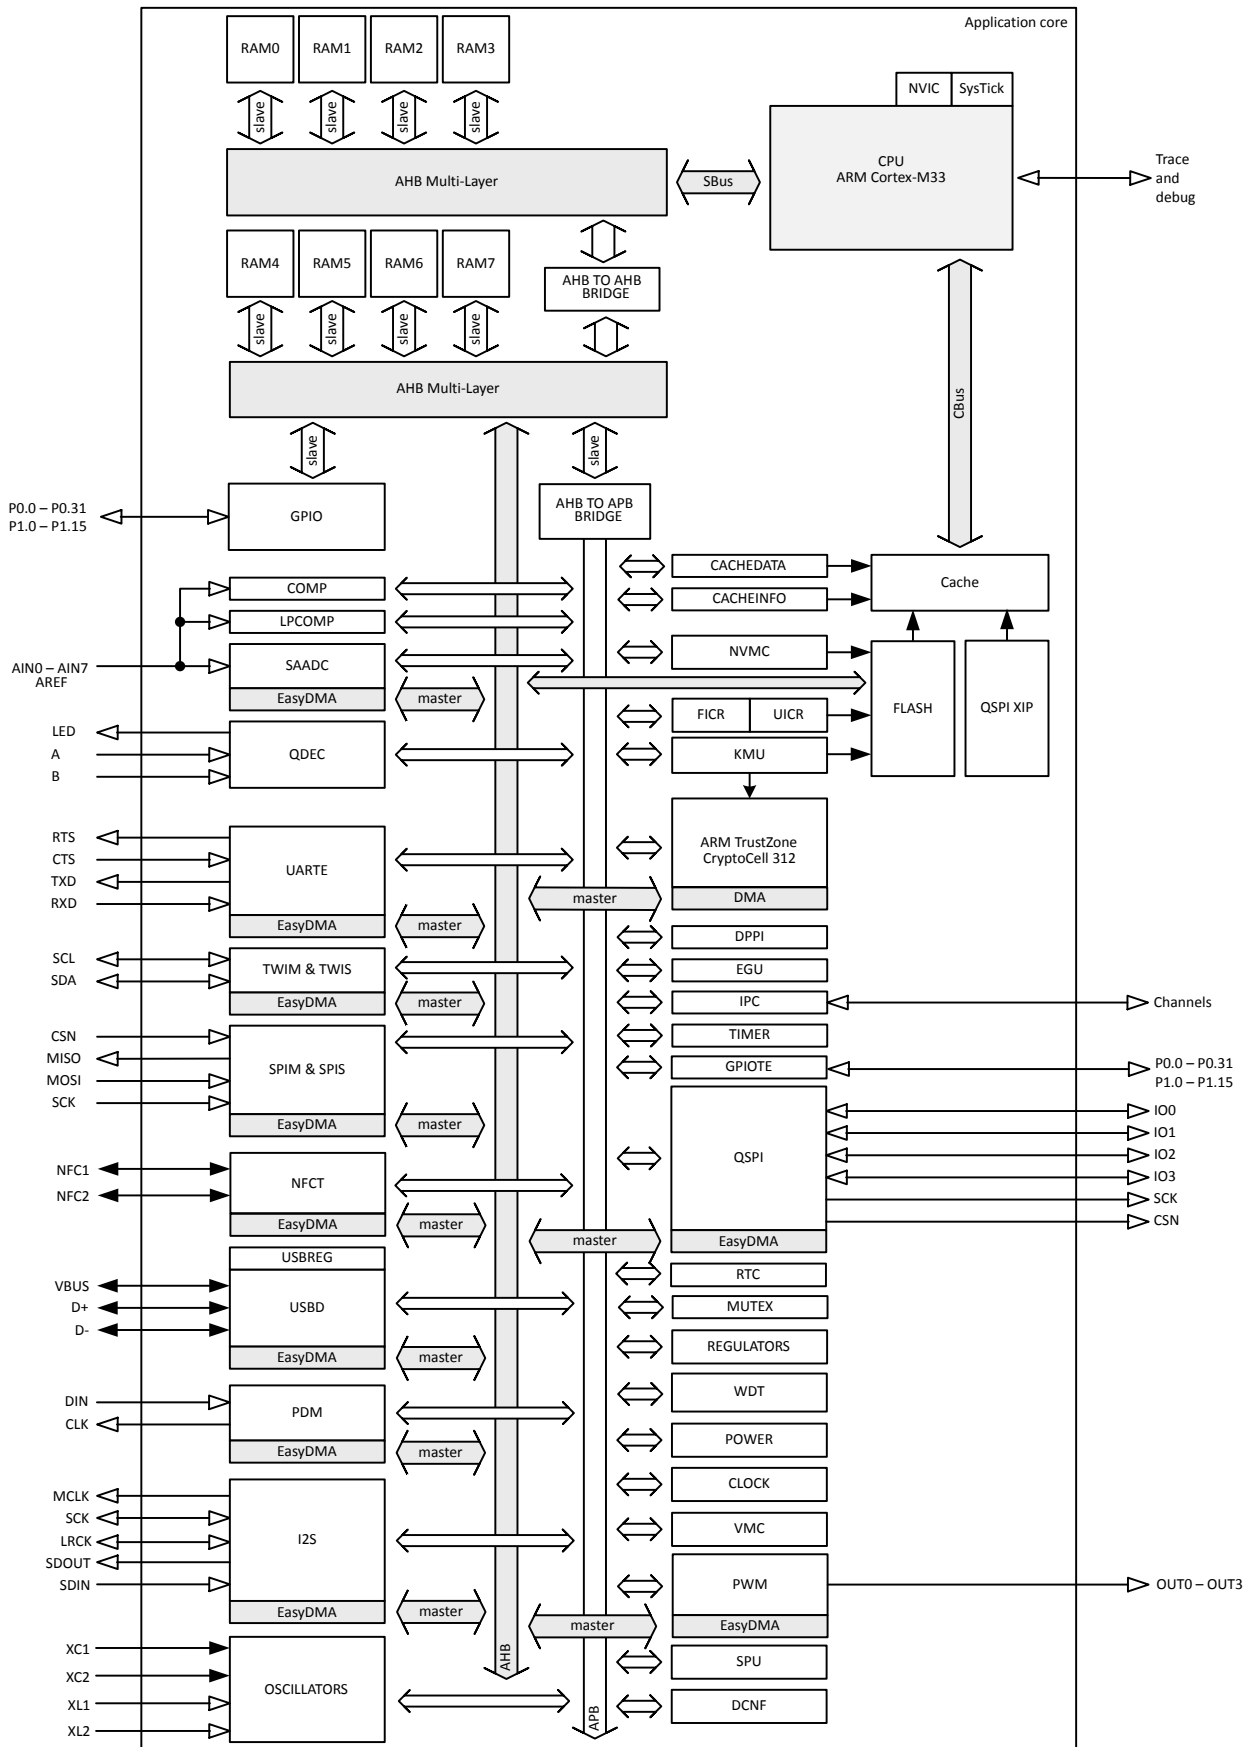 Application core
RAM0
RAM1
RAM2
RAM3
NVIC
SysTick
slave
slave
slave
slave
CPU
ARM Cortex-M33
AHB Multi-Layer
SBus
Trace
and
debug
RAM4
RAM5
RAM6
RAM7
AHB TO AHB
BRIDGE
slave
slave
slave
slave
AHB Multi-Layer
CBus
slave
slave
P0.0 – P0.31
P1.0 – P1.15
GPIO
AHB TO APB
BRIDGE
COMP
LPCOMP
AIN0 – AIN7
AREF
SAADC
EasyDMA
master
CACHEDATA
CACHEINFO
Cache
NVMC
FICR
UICR
FLASH
QSPI XIP
KMU
LED
A
B
QDEC
RTS
CTS
TXD
RXD
UARTE
EasyDMA
master
ARM TrustZone
CryptoCell 312
DMA
master
SCL
SDA
TWIM & TWIS
EasyDMA
master
DPPI
EGU
IPC
Channels
TIMER
GPIOTE
P0.0 – P0.31
P1.0 – P1.15
CSN
MISO
MOSI
SCK
SPIM & SPIS
EasyDMA
master
QSPI
EasyDMA
master
IO0
IO1
IO2
IO3
SCK
CSN
NFC1
NFC2
NFCT
EasyDMA
master
USBREG
VBUS
D+
D-
USBD
EasyDMA
master
RTC
MUTEX
REGULATORS
WDT
DIN
CLK
PDM
EasyDMA
master
POWER
CLOCK
VMC
MCLK
SCK
LRCK
SDOUT
SDIN
I2S
EasyDMA
master
PWM
EasyDMA
master
OUT0 – OUT3
XC1
XC2
XL1
XL2
OSCILLATORS
AHB
APB
SPU
DCNF